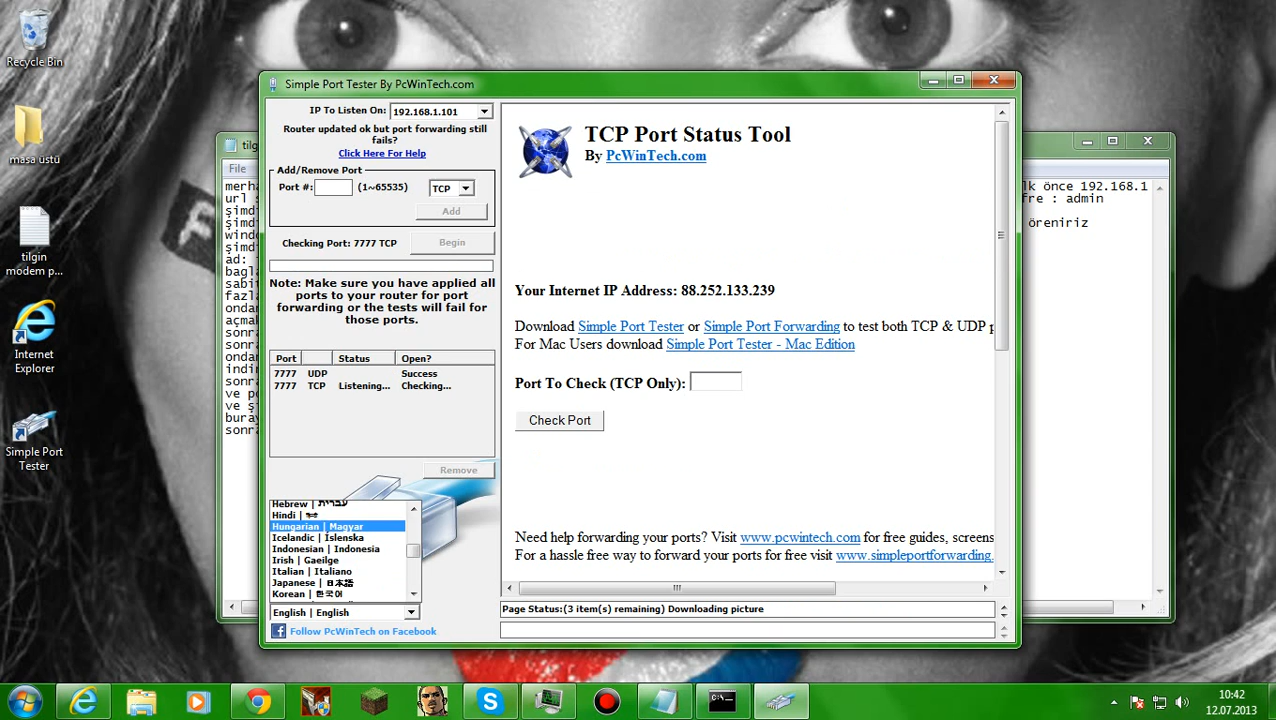 Recycle Bin
masa üstü
tilgin
modem p...
Internet
Explorer
Simple Port
Tester
Simple Port Tester By PcWinTech.com
IP To Listen On: 192.168.1.101
Router updated ok but port forwarding still
fails?
Click Here For Help
Add/Remove Port
Port #: (1~65535) TCP
Add
Checking Port: 7777 TCP Begin
Note: Make sure you have applied all
ports to your router for port
forwarding or the tests will fail for
those ports.
Port Status Open?
7777 UDP Success
7777 TCP Listening... Checking...
Remove
Hebrew | עברית
Hindi |
Hungarian | Magyar
Icelandic | Íslenska
Indonesian | Indonesia
Irish | Gaeilge
Italian | Italiano
Japanese | 日本語
Korean | 한국어
English | English
Follow PcWinTech on Facebook
TCP Port Status Tool
By PcWinTech.com
Your Internet IP Address: 88.252.133.239
Download Simple Port Tester or Simple Port Forwarding to test both TCP & UDP p
For Mac Users download Simple Port Tester - Mac Edition
Port To Check (TCP Only):
Check Port
Need help forwarding your ports? Visit www.pcwintech.com for free guides, screens
For a hassle free way to forward your ports for free visit www.simpleportforwarding.
Page Status:(3 item(s) remaining) Downloading picture
File
lk önce 192.168.1
fre : admin
öreniriz
merh
url s
şimdi
şimdi
windo
şimdi
ad:
bagla
sabi
fazla
ondan
açma
sonra
ondan
indir
sonra
ve po
ve ş
bura
sonra
10:42
12.07.2013